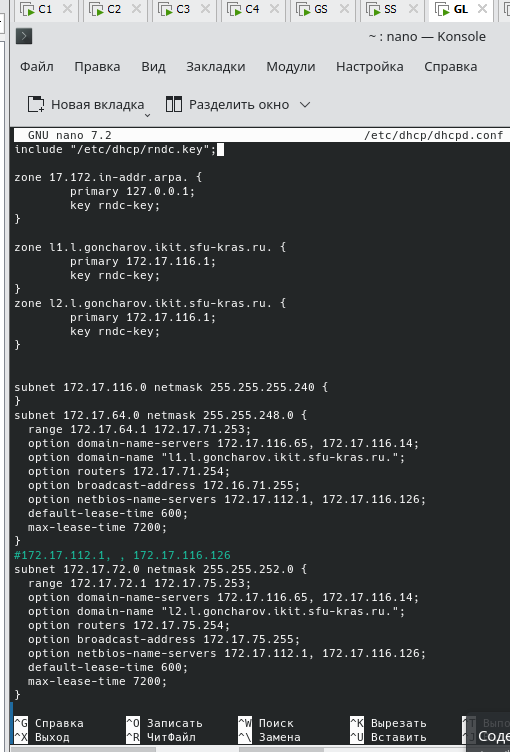 C1 C2 C3 C4 GS SS GL
~ : nano — Konsole
Файл Правка Вид Закладки Модули Настройка Справка
Новая вкладка Разделить окно
GNU nano 7.2 /etc/dhcp/dhcpd.conf
include "/etc/dhcp/rndc.key";
zone 17.172.in-addr.arpa. {
primary 127.0.0.1;
key rndc-key;
}
zone l1.l.goncharov.ikit.sfu-kras.ru. {
primary 172.17.116.1;
key rndc-key;
}
zone l2.l.goncharov.ikit.sfu-kras.ru. {
primary 172.17.116.1;
key rndc-key;
}
subnet 172.17.116.0 netmask 255.255.255.240 {
}
subnet 172.17.64.0 netmask 255.255.248.0 {
range 172.17.64.1 172.17.71.253;
option domain-name-servers 172.17.116.65, 172.17.116.14;
option domain-name "l1.l.goncharov.ikit.sfu-kras.ru.";
option routers 172.17.71.254;
option broadcast-address 172.16.71.255;
option netbios-name-servers 172.17.112.1, 172.17.116.126;
default-lease-time 600;
max-lease-time 7200;
}
#172.17.112.1, , 172.17.116.126
subnet 172.17.72.0 netmask 255.255.252.0 {
range 172.17.72.1 172.17.75.253;
option domain-name-servers 172.17.116.65, 172.17.116.14;
option domain-name "l2.l.goncharov.ikit.sfu-kras.ru.";
option routers 172.17.75.254;
option broadcast-address 172.17.75.255;
option netbios-name-servers 172.17.112.1, 172.17.116.126;
default-lease-time 600;
max-lease-time 7200;
}
^G Справка ^O Записать ^W Поиск ^K Вырезать
^X Выход ^R ЧитФайл ^\ Замена ^U Вставить